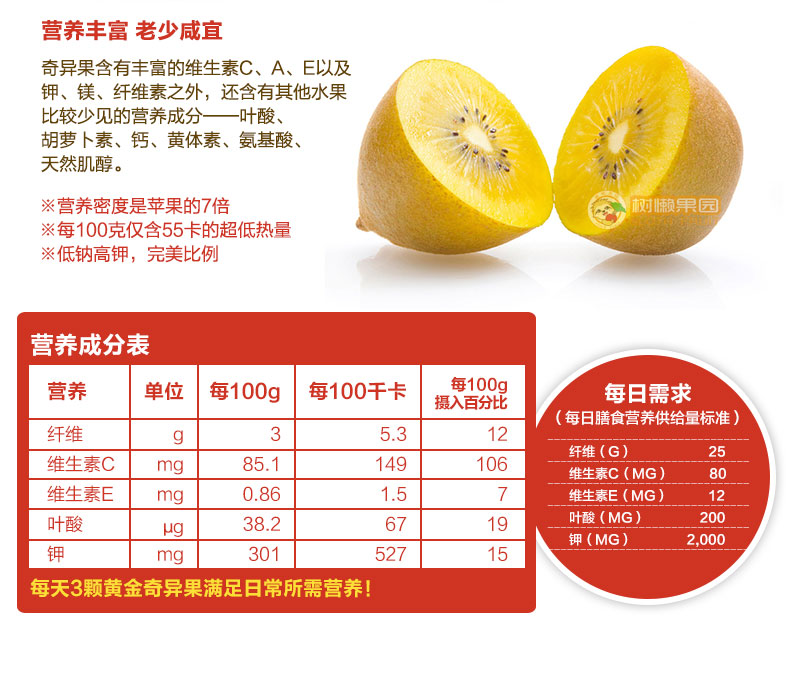 营养丰富 老少咸宜
奇异果含有丰富的维生素C、A、E以及
钾、镁、纤维素之外，还含有其他水果
比较少见的营养成分——叶酸、
胡萝卜素、钙、黄体素、氨基酸、
天然肌醇。
※营养密度是苹果的7倍
※每100克仅含55卡的超低热量
※低钠高钾，完美比例
树懒果园
营养成分表
营养 单位 每100g 每100千卡 每100g摄入百分比
纤维 g 3 5.3 12
维生素C mg 85.1 149 106
维生素E mg 0.86 1.5 7
叶酸 µg 38.2 67 19
钾 mg 301 527 15
每天3颗黄金奇异果满足日常所需营养！
每日需求
（每日膳食营养供给量标准）
纤维（G） 25
维生素C（MG） 80
维生素E（MG） 12
叶酸（MG） 200
钾（MG） 2,000